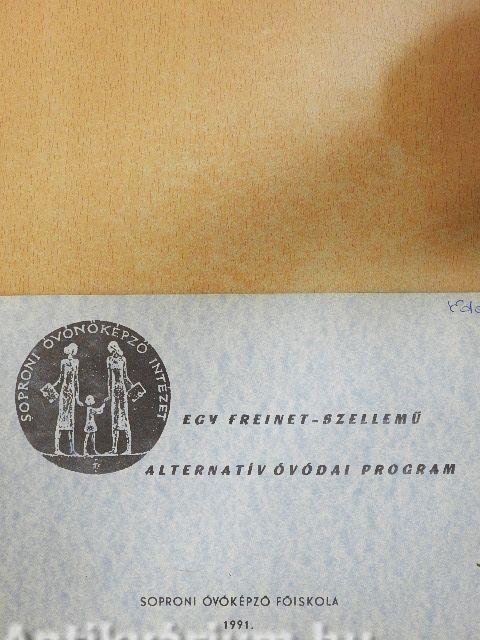 SOPRONI ÓVÓNŐKÉPZŐ INTÉZET
EGY FREINET-SZELLEMŰ
ALTERNATÍV ÓVÓDAI PROGRAM
SOPRONI ÓVÓKÉPZŐ FŐISKOLA
1991.